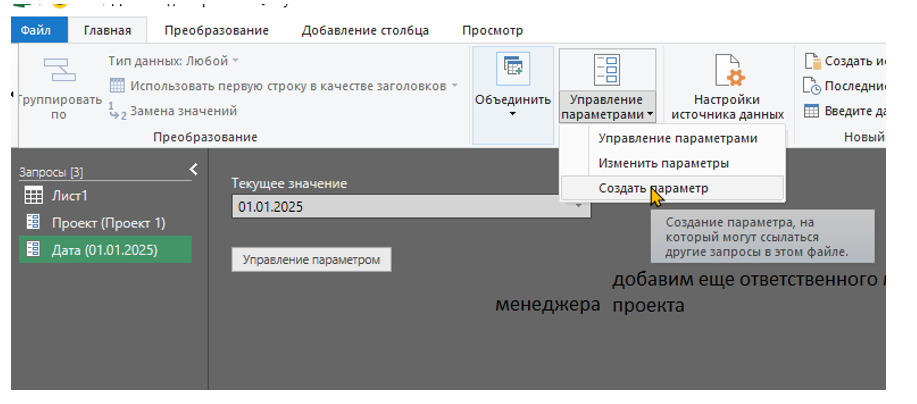 Файл Главная Преобразование Добавление столбца Просмотр
Тип данных: Любой
Использовать первую строку в качестве заголовков
Замена значений
Группировать
по
Преобразование
Объединить
Управление
параметрами
Настройки
источника данных
Создать ис
Последние
Введите да
Новый
Управление параметрами
Изменить параметры
Создать параметр
Создание параметра, на
который могут ссылаться
другие запросы в этом файле.
Запросы [3]
Лист1
Проект (Проект 1)
Дата (01.01.2025)
Текущее значение
01.01.2025
Управление параметром
добавим еще ответственного м
менеджера проекта